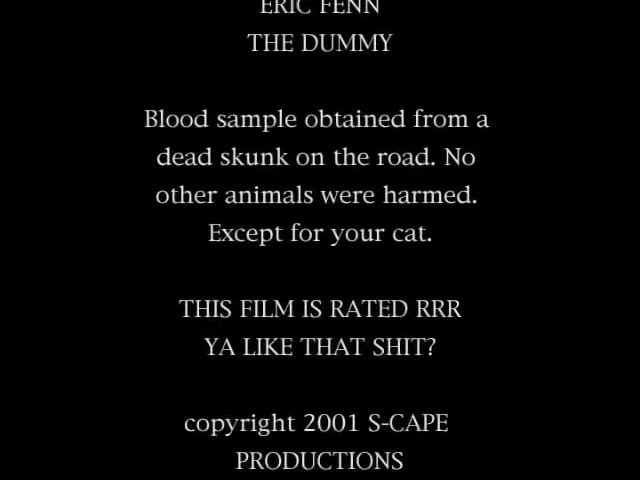 ERIC FENN
THE DUMMY
Blood sample obtained from a
dead skunk on the road. No
other animals were harmed.
Except for your cat.
THIS FILM IS RATED RRR
YA LIKE THAT SHIT?
copyright 2001 S-CAPE
PRODUCTIONS